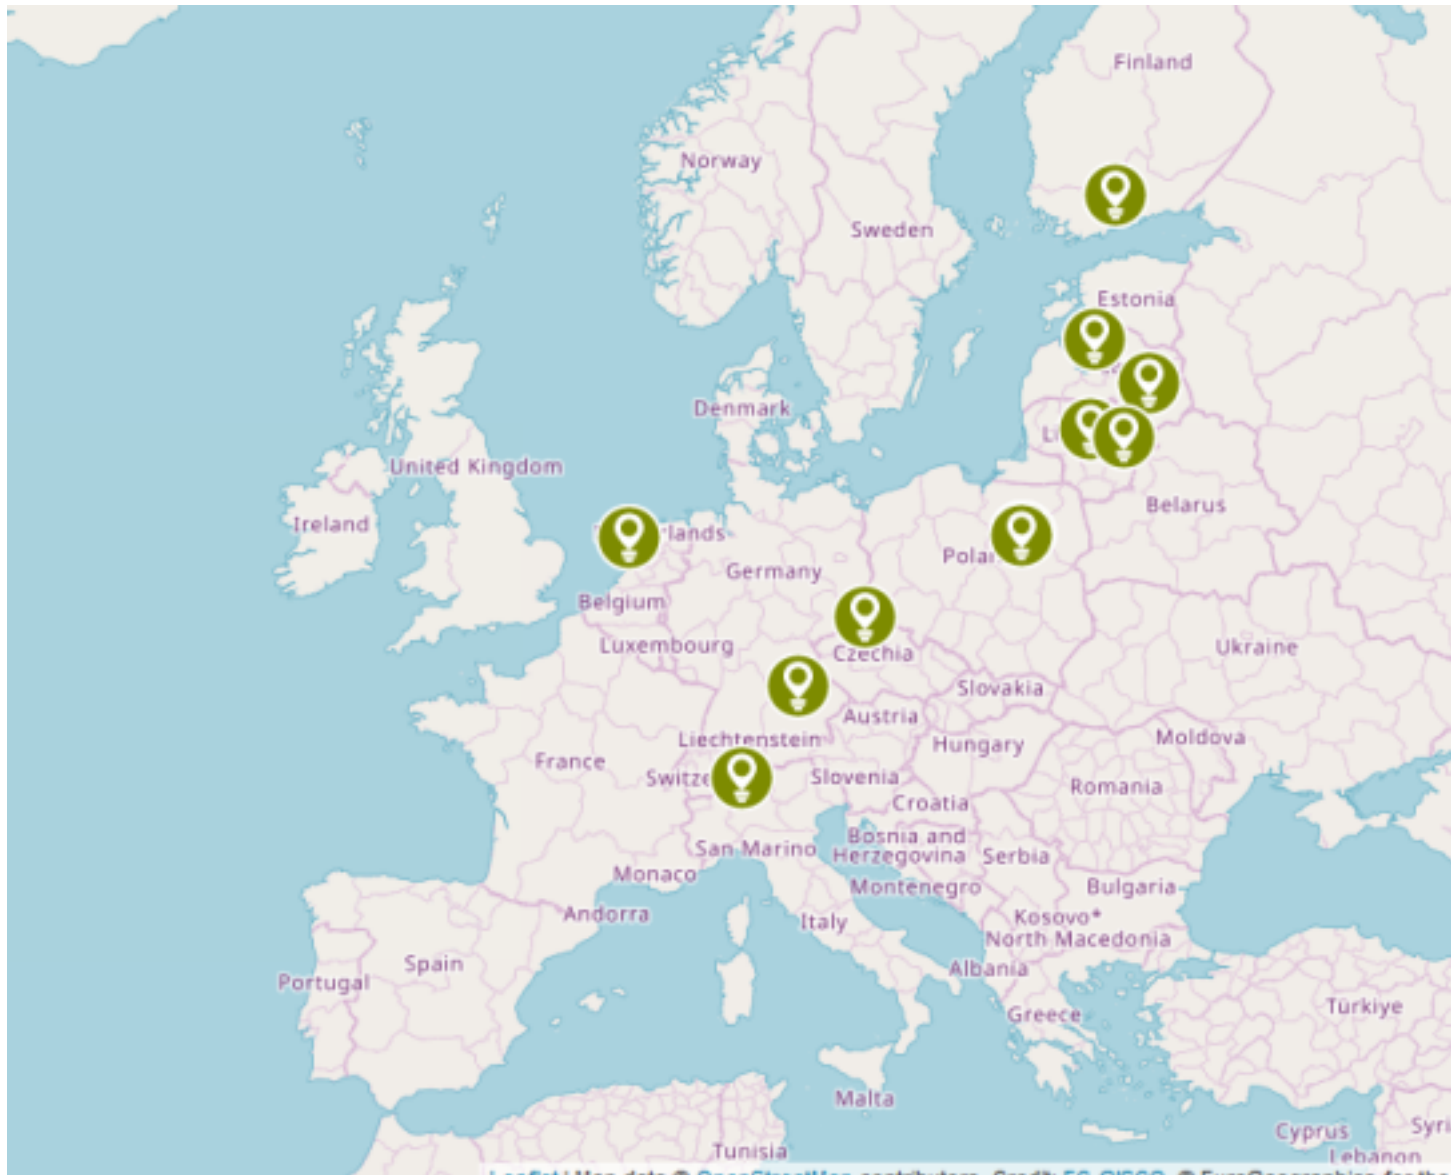 Finland
Norway
Sweden
Estonia
Denmark
United Kingdom
Belarus
Ireland
lands
Germany
Belgium
Luxembourg
Czechia
Ukraine
Slovakia
Austria
Liechtenstein
Hungary
Moldova
France
Slovenia
Romania
Croatia
San Marino
Bosnia and
Herzegovina
Serbia
Monaco
Montenegro
Bulgaria
Andorra
Italy
Kosovo*
North Macedonia
Spain
Albania
Portugal
Greece
Türkiye
Malta
Cyprus
Tunisia
Lebanon